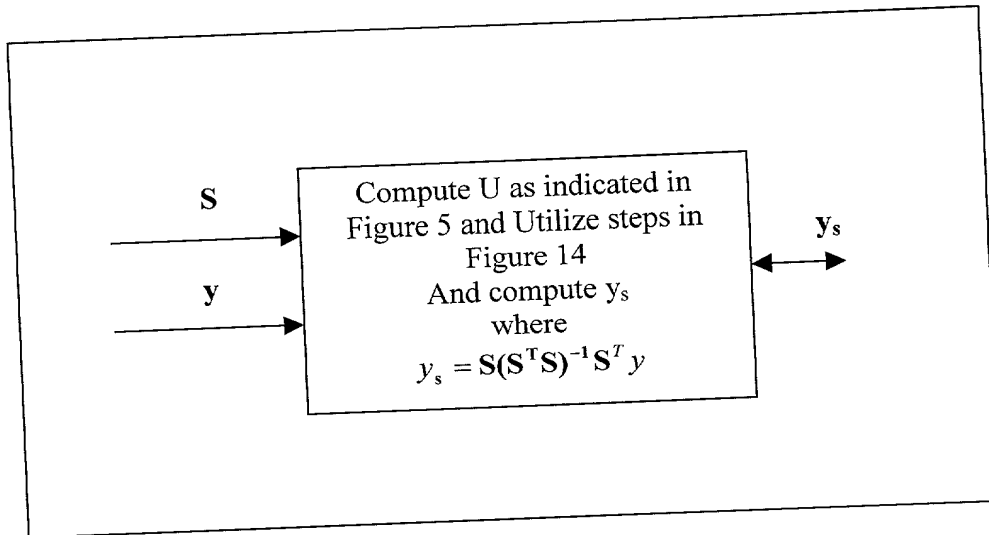 S
y
Compute U as indicated in
Figure 5 and Utilize steps in
Figure 14
And compute yₛ
where
yₛ = S(SᵀS)⁻¹Sᵀ y
yₛ